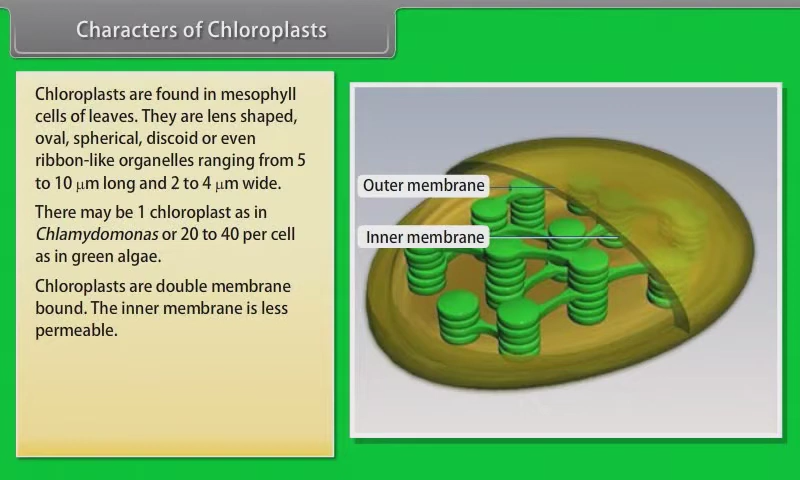 Characters of Chloroplasts
Chloroplasts are found in mesophyll
cells of leaves. They are lens shaped,
oval, spherical, discoid or even
ribbon-like organelles ranging from 5
to 10 μm long and 2 to 4 μm wide.
There may be 1 chloroplast as in
Chlamydomonas or 20 to 40 per cell
as in green algae.
Chloroplasts are double membrane
bound. The inner membrane is less
permeable.
Outer membrane
Inner membrane